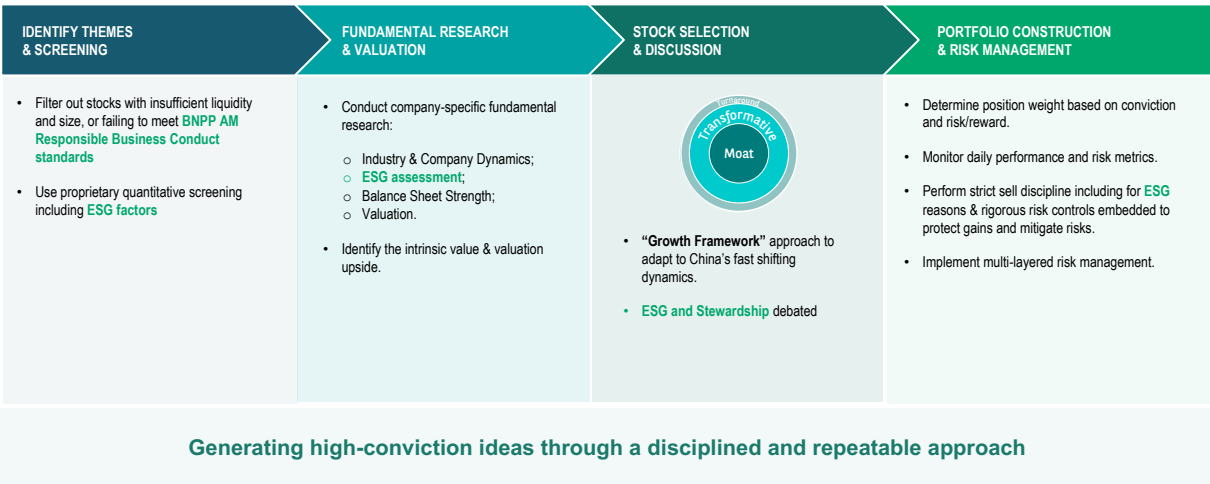 IDENTIFY THEMES
& SCREENING
• Filter out stocks with insufficient liquidity
and size, or failing to meet BNPP AM
Responsible Business Conduct
standards
• Use proprietary quantitative screening
including ESG factors
FUNDAMENTAL RESEARCH
& VALUATION
• Conduct company-specific fundamental
research:
o Industry & Company Dynamics;
o ESG assessment;
o Balance Sheet Strength;
o Valuation.
• Identify the intrinsic value & valuation
upside.
STOCK SELECTION
& DISCUSSION
Turnaround
Transformative
Moat
• “Growth Framework” approach to
adapt to China’s fast shifting
dynamics.
• ESG and Stewardship debated
PORTFOLIO CONSTRUCTION
& RISK MANAGEMENT
• Determine position weight based on conviction
and risk/reward.
• Monitor daily performance and risk metrics.
• Perform strict sell discipline including for ESG
reasons & rigorous risk controls embedded to
protect gains and mitigate risks.
• Implement multi-layered risk management.
Generating high-conviction ideas through a disciplined and repeatable approach